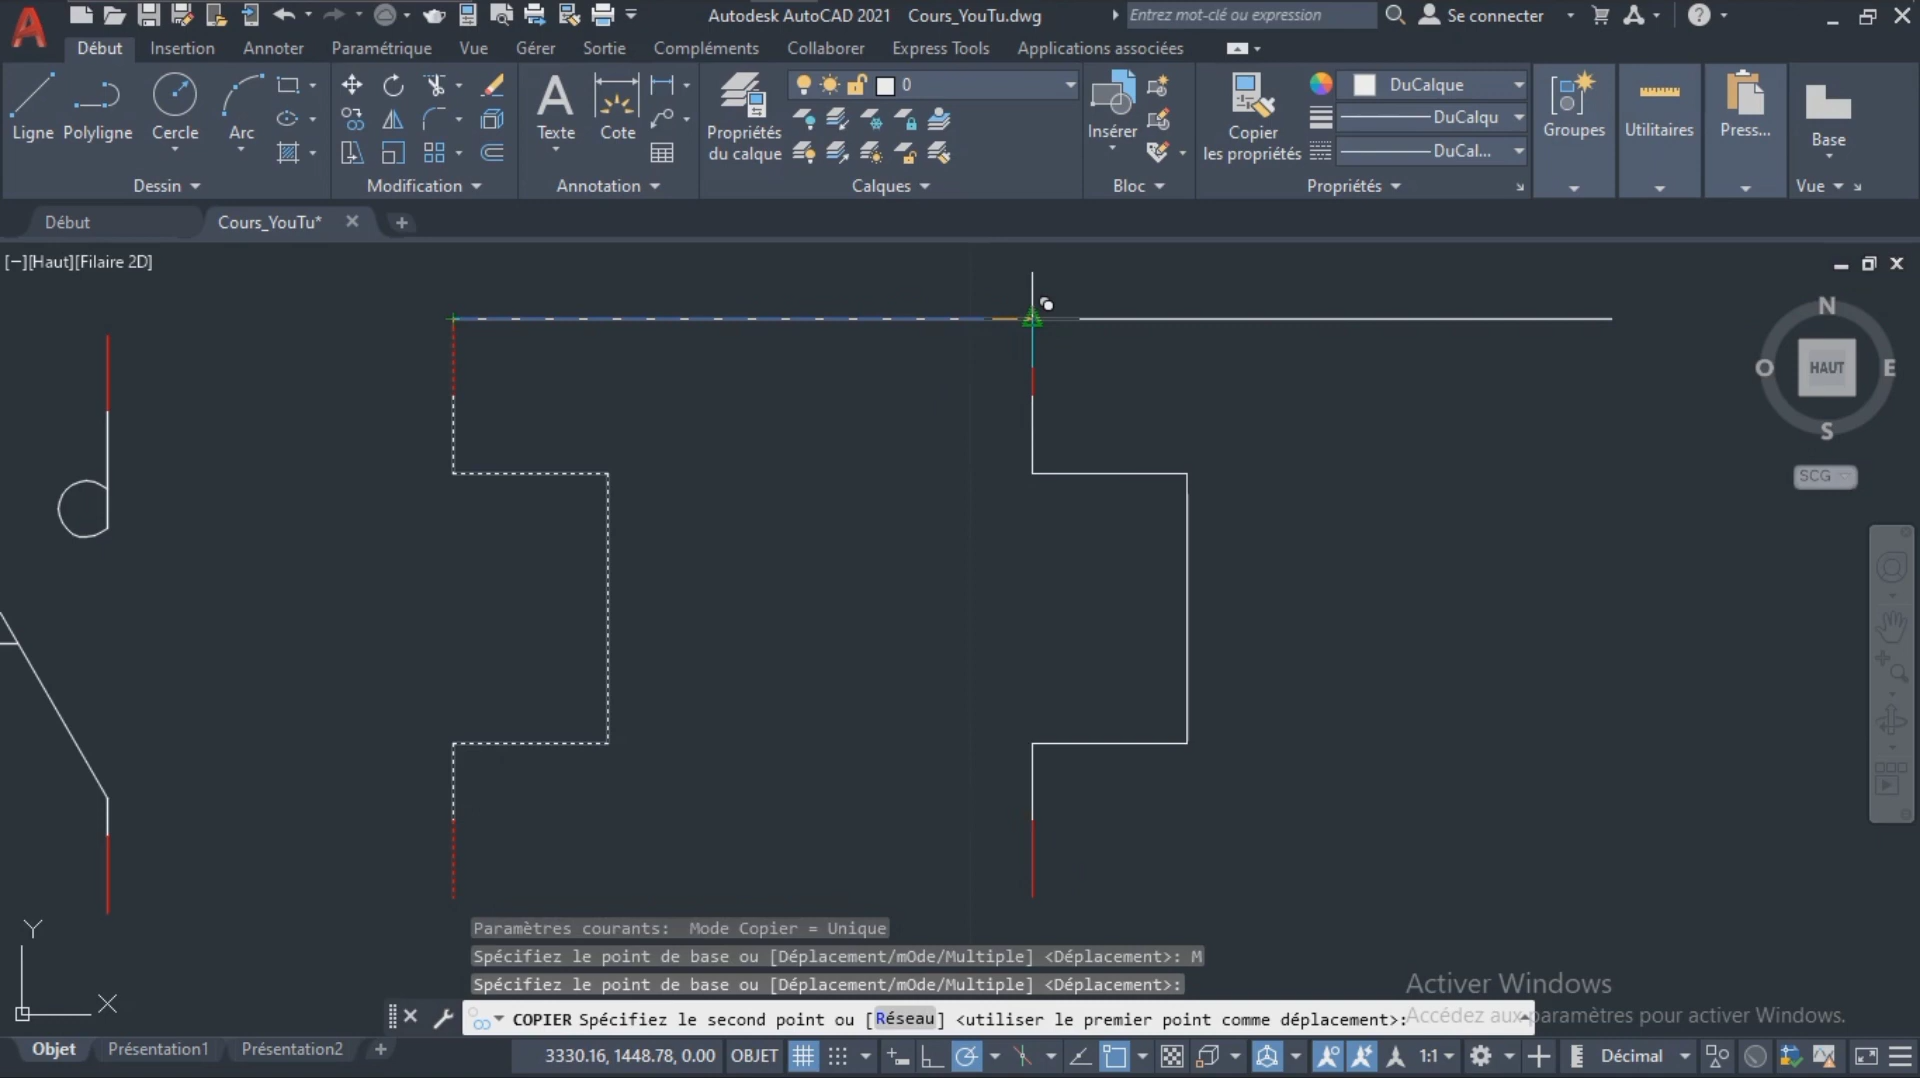 Autodesk AutoCAD 2021 Cours_YouTu.dwg
Entrez mot-clé ou expression
Se connecter
Début Insertion Annoter Paramétrique Vue Gérer Sortie Compléments Collaborer Express Tools Applications associées
Ligne Polyligne Cercle Arc
Texte Cote
Propriétés du calque
0
Insérer
Copier les propriétés
DuCalque
DuCalqu
DuCal...
Groupes
Utilitaires
Press...
Base
Dessin Modification Annotation Calques Bloc Propriétés Vue
Début Cours_YouTu*
[−][Haut][Filaire 2D]
N
O HAUT E
S
SCG
Y
X
Paramètres courants: Mode Copier = Unique
Spécifiez le point de base ou [Déplacement/mOde/Multiple] <Déplacement>: M
Spécifiez le point de base ou [Déplacement/mOde/Multiple] <Déplacement>:
COPIER Spécifiez le second point ou [Réseau] <utiliser le premier point comme déplacement>:
Activer Windows
Accédez aux paramètres pour activer Windows.
Objet Présentation1 Présentation2
3330.16, 1448.78, 0.00 OBJET 1:1 Décimal